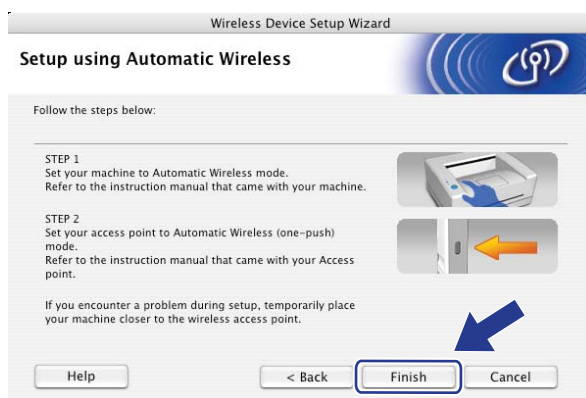 Wireless Device Setup Wizard
Setup using Automatic Wireless
Follow the steps below:
STEP 1
Set your machine to Automatic Wireless mode.
Refer to the instruction manual that came with your machine.
STEP 2
Set your access point to Automatic Wireless (one-push)
mode.
Refer to the instruction manual that came with your Access
point.
If you encounter a problem during setup, temporarily place
your machine closer to the wireless access point.
Help
< Back
Finish
Cancel